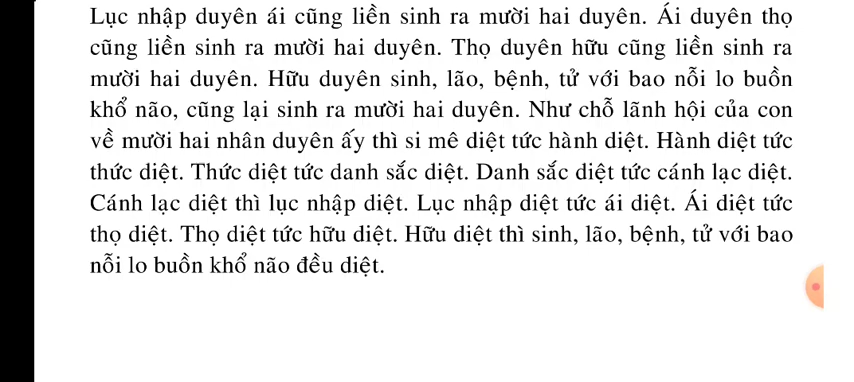 Lục nhập duyên ái cũng liền sinh ra mười hai duyên. Ái duyên thọ
cũng liền sinh ra mười hai duyên. Thọ duyên hữu cũng liền sinh ra
mười hai duyên. Hữu duyên sinh, lão, bệnh, tử với bao nỗi lo buồn
khổ não, cũng lại sinh ra mười hai duyên. Như chỗ lãnh hội của con
về mười hai nhân duyên ấy thì si mê diệt tức hành diệt. Hành diệt tức
thức diệt. Thức diệt tức danh sắc diệt. Danh sắc diệt tức cánh lạc diệt.
Cánh lạc diệt thì lục nhập diệt. Lục nhập diệt tức ái diệt. Ái diệt tức
thọ diệt. Thọ diệt tức hữu diệt. Hữu diệt thì sinh, lão, bệnh, tử với bao
nỗi lo buồn khổ não đều diệt.